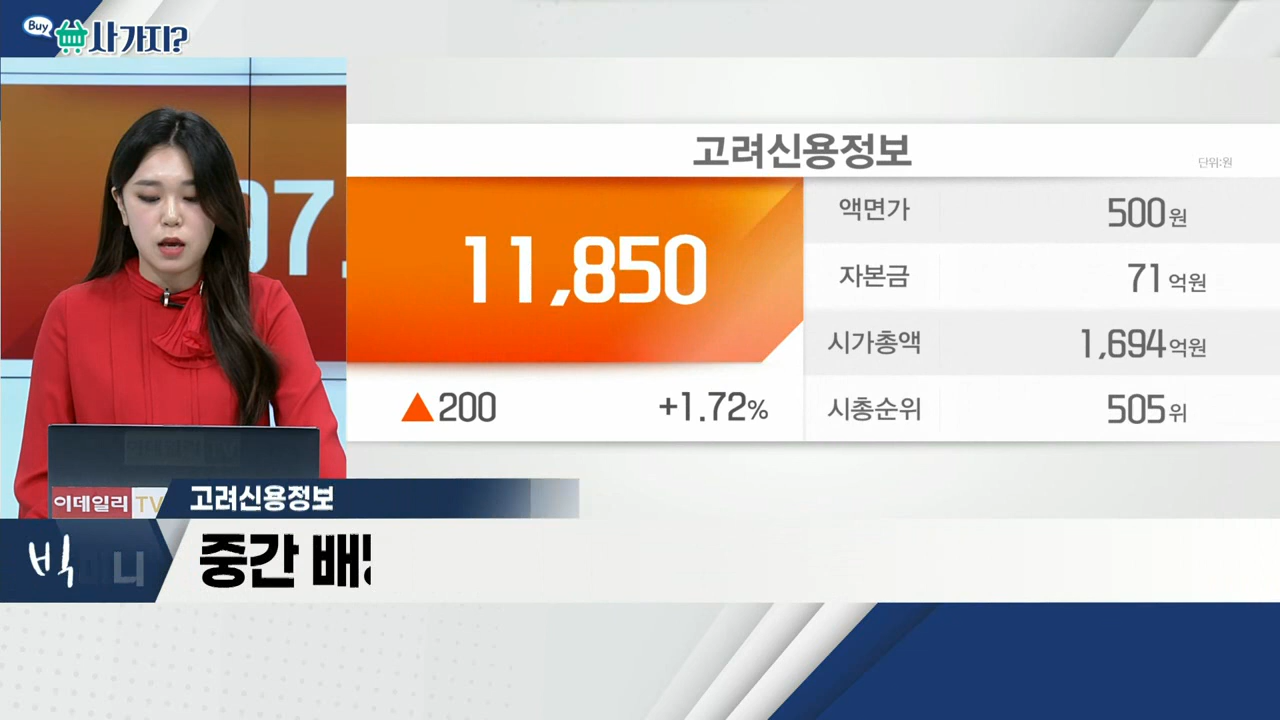 Buy 사가지?
고려신용정보
단위:원
97.
11,850
▲200 +1.72%
액면가 500원
자본금 71억원
시가총액 1,694억원
시총순위 505위
이데일리 TV
고려신용정보
빅
중간